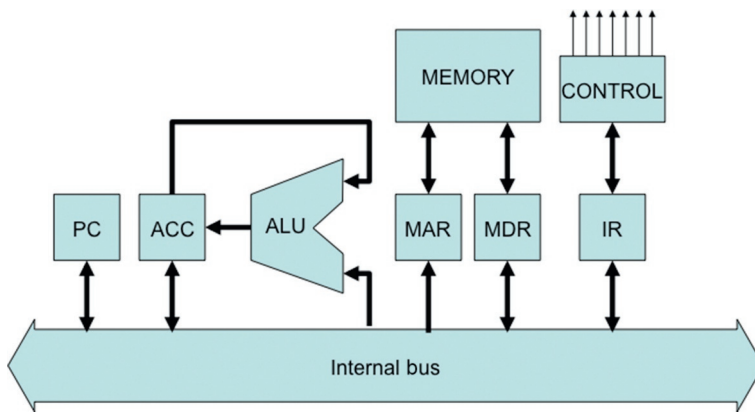 MEMORY
CONTROL
PC
ACC
ALU
MAR
MDR
IR
Internal bus